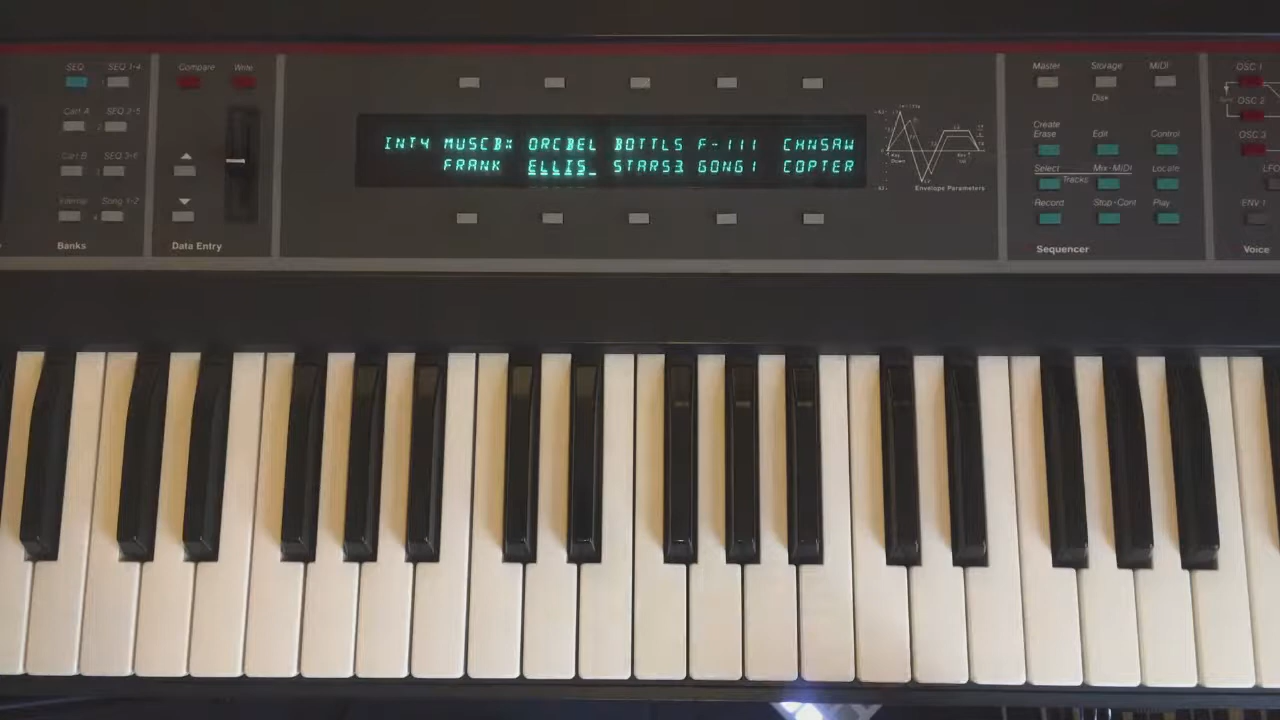 SEQ SEQ 1-4
Cart A SEQ 2-5
Cart B SEQ 3-6
Internal Song 1-2
Banks
Compare Write
Data Entry
INT4 MUSCBX ORCBEL BOTTLS F-111 CHNSAW
FRANK ELLIS_ STARS3 GONG1 COPTER
Envelope Parameters
Master Storage MIDI
Disk
Create
Erase Edit Control
Select Mix-MIDI Locate
Tracks
Record Stop-Cont Play
Sequencer
OSC 1
OSC 2
OSC 3
LFO
ENV 1
Voice